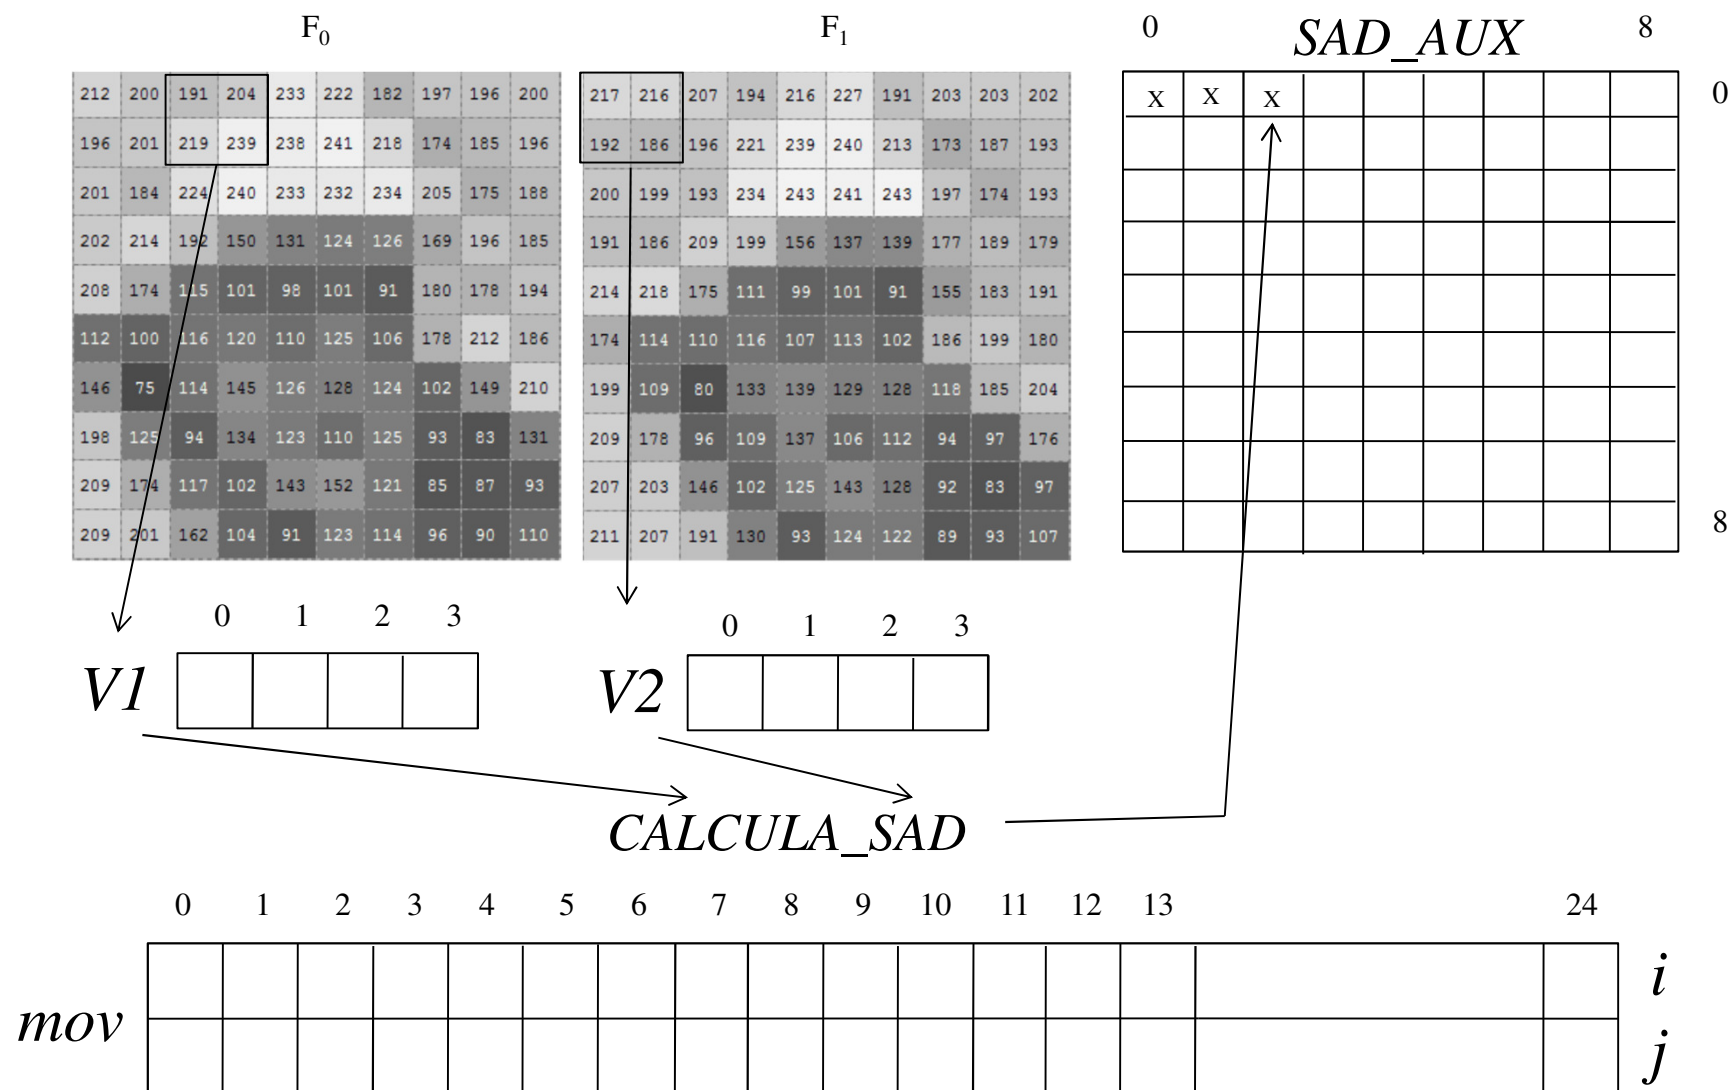 F0 F1 0 SAD_AUX 8
212 200 191 204 233 222 182 197 196 200
196 201 219 239 238 241 218 174 185 196
201 184 224 240 233 232 234 205 175 188
202 214 192 150 131 124 126 169 196 185
208 174 115 101 98 101 91 180 178 194
112 100 116 120 110 125 106 178 212 186
146 75 114 145 126 128 124 102 149 210
198 125 94 134 123 110 125 93 83 131
209 174 117 102 143 152 121 85 87 93
209 201 162 104 91 123 114 96 90 110
217 216 207 194 216 227 191 203 203 202
192 186 196 221 239 240 213 173 187 193
200 199 193 234 243 241 243 197 174 193
191 186 209 199 156 137 139 177 189 179
214 218 175 111 99 101 91 155 183 191
174 114 110 116 107 113 102 186 199 180
199 109 80 133 139 129 128 118 185 204
209 178 96 109 137 106 112 94 97 176
207 203 146 102 125 143 128 92 83 97
211 207 191 130 93 124 122 89 93 107
x x x 0
8
0 1 2 3
V1
0 1 2 3
V2
CALCULA_SAD
0 1 2 3 4 5 6 7 8 9 10 11 12 13 24
i
mov
j